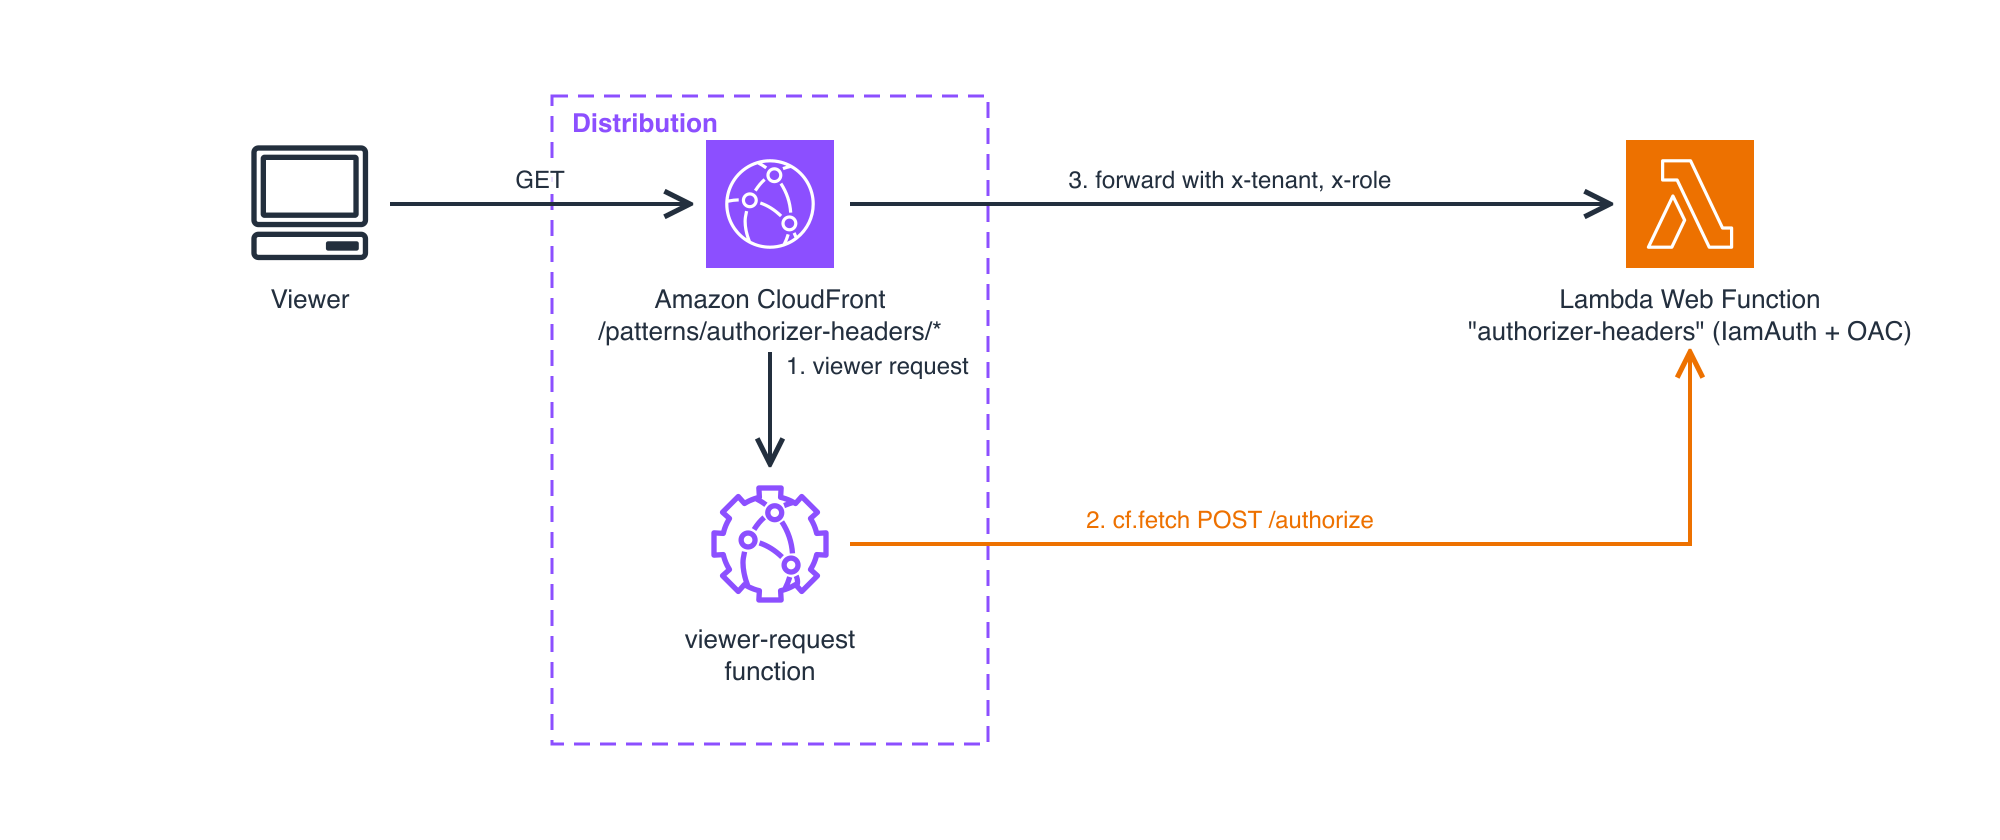 Distribution
GET
3. forward with x-tenant, x-role
Viewer
Amazon CloudFront
/patterns/authorizer-headers/*
Lambda Web Function
"authorizer-headers" (IamAuth + OAC)
1. viewer request
2. cf.fetch POST /authorize
viewer-request
function